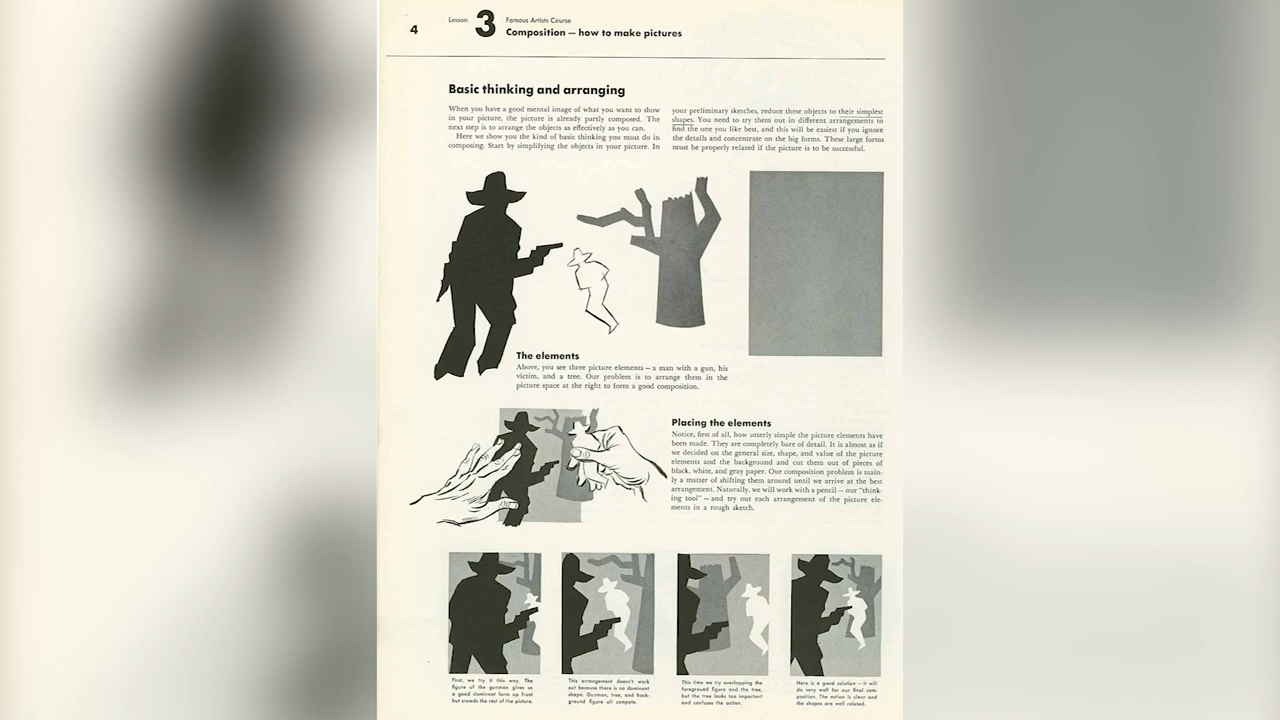 4
Lesson
3
Famous Artists Course
Composition — how to make pictures
Basic thinking and arranging
When you have a good mental image of what you want to show
in your picture, the picture is already partly composed. The
next step is to arrange the objects as effectively as you can.
Here we show you the kind of basic thinking you must do in
composing. Start by simplifying the objects in your picture. In
your preliminary sketches, reduce these objects to their simplest
shapes. You need to try them out in different arrangements to
find the one you like best, and this will be easiest if you ignore
the details and concentrate on the big forms. These large forms
must be properly related if the picture is to be successful.
The elements
Above, you see three picture elements — a man with a gun, his
victim, and a tree. Our problem is to arrange them in the
picture space at the right to form a good composition.
Placing the elements
Notice, first of all, how utterly simple the picture elements have
been made. They are completely bare of detail. It is almost as if
we decided on the general size, shape, and value of the picture
elements and the background and cut them out of pieces of
black, white, and gray paper. Our composition problem is main-
ly a matter of shifting them around until we arrive at the best
arrangement. Naturally, we will work with a pencil — our "think-
ing tool" — and try out each arrangement of the picture ele-
ments in a rough sketch.
First, we try it this way. The
figure of the gunman gives us
a good dominant form up front
but crowds the rest of the picture.
This arrangement doesn't work
out because there is no dominant
shape. Gunman, tree, and back-
ground figure all compete.
This time we try overlapping the
foreground figure and the tree,
but the tree looks too important
and confuses the action.
Here is a good solution — it will
do very well for our final com-
position. The action is clear and
the shapes are well related.